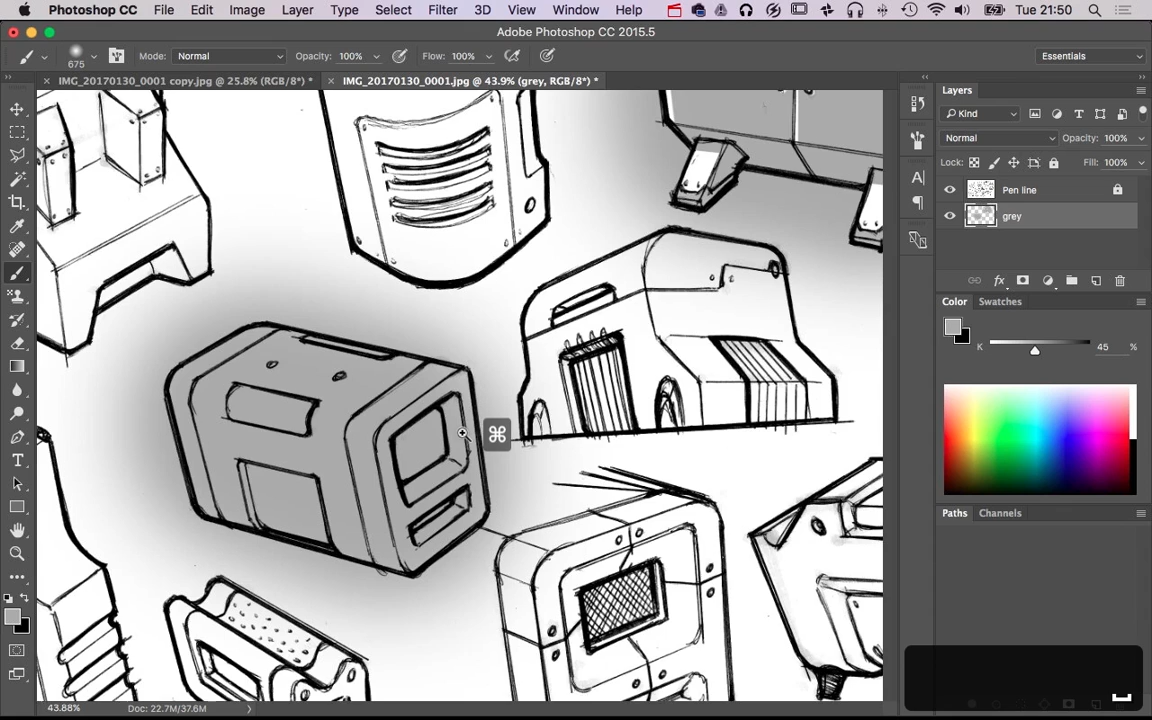 Photoshop CC File Edit Image Layer Type Select Filter 3D View Window Help Tue 21:50
Adobe Photoshop CC 2015.5
675 Mode: Normal Opacity: 100% Flow: 100% Essentials
IMG_20170130_0001 copy.jpg @ 25.8% (RGB/8*) * IMG_20170130_0001.jpg @ 43.9% (grey, RGB/8*) *
Layers
Kind
Normal Opacity: 100%
Lock: Fill: 100%
Pen line
grey
fx
Color Swatches
K 45 %
Paths Channels
⌘
43.88% Doc: 22.7M/37.6M